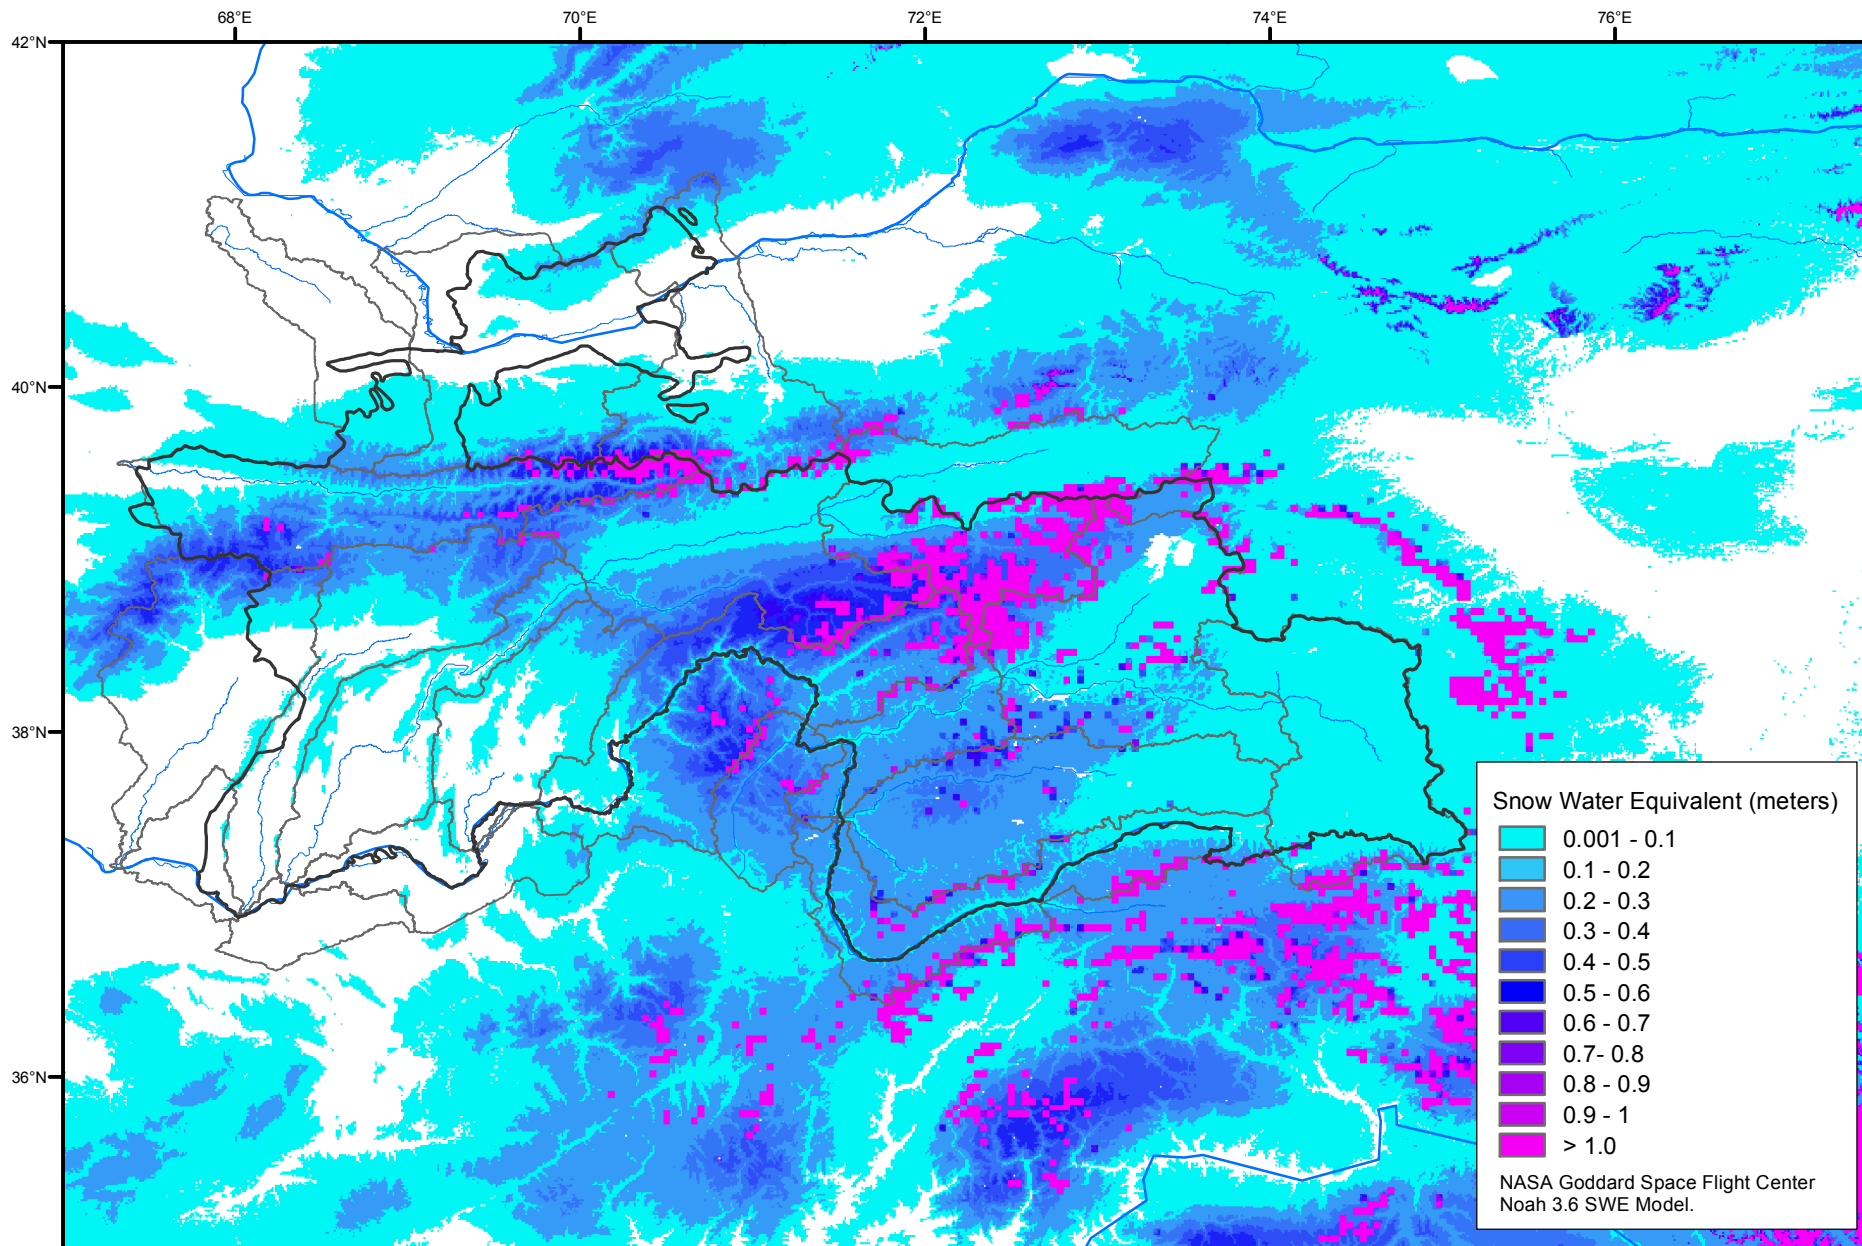 68°E 70°E 72°E 74°E 76°E
42°N
40°N
38°N
36°N
Snow Water Equivalent (meters)
0.001 - 0.1
0.1 - 0.2
0.2 - 0.3
0.3 - 0.4
0.4 - 0.5
0.5 - 0.6
0.6 - 0.7
0.7- 0.8
0.8 - 0.9
0.9 - 1
> 1.0
NASA Goddard Space Flight Center
Noah 3.6 SWE Model.